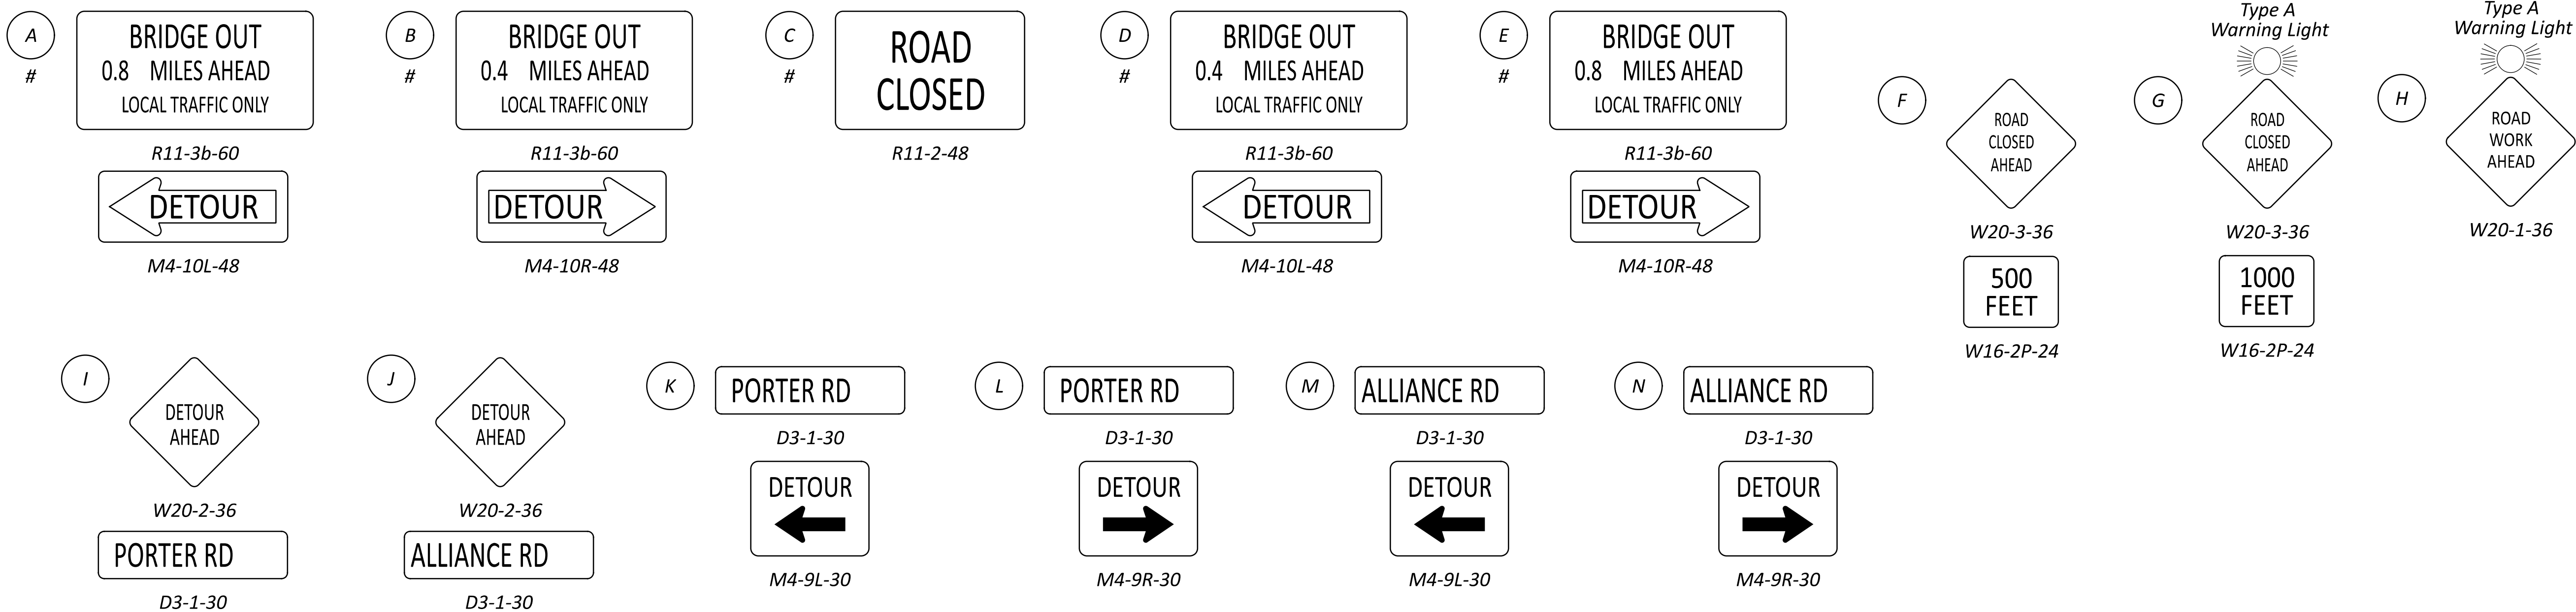 A
#
BRIDGE OUT
0.8 MILES AHEAD
LOCAL TRAFFIC ONLY
R11-3b-60
DETOUR
M4-10L-48
B
#
BRIDGE OUT
0.4 MILES AHEAD
LOCAL TRAFFIC ONLY
R11-3b-60
DETOUR
M4-10R-48
C
#
ROAD
CLOSED
R11-2-48
D
#
BRIDGE OUT
0.4 MILES AHEAD
LOCAL TRAFFIC ONLY
R11-3b-60
DETOUR
M4-10L-48
E
#
BRIDGE OUT
0.8 MILES AHEAD
LOCAL TRAFFIC ONLY
R11-3b-60
DETOUR
M4-10R-48
F
ROAD
CLOSED
AHEAD
W20-3-36
500
FEET
W16-2P-24
Type A
Warning Light
G
ROAD
CLOSED
AHEAD
W20-3-36
1000
FEET
W16-2P-24
Type A
Warning Light
H
ROAD
WORK
AHEAD
W20-1-36
I
DETOUR
AHEAD
W20-2-36
PORTER RD
D3-1-30
J
DETOUR
AHEAD
W20-2-36
ALLIANCE RD
D3-1-30
K
PORTER RD
D3-1-30
DETOUR
M4-9L-30
L
PORTER RD
D3-1-30
DETOUR
M4-9R-30
M
ALLIANCE RD
D3-1-30
DETOUR
M4-9L-30
N
ALLIANCE RD
D3-1-30
DETOUR
M4-9R-30